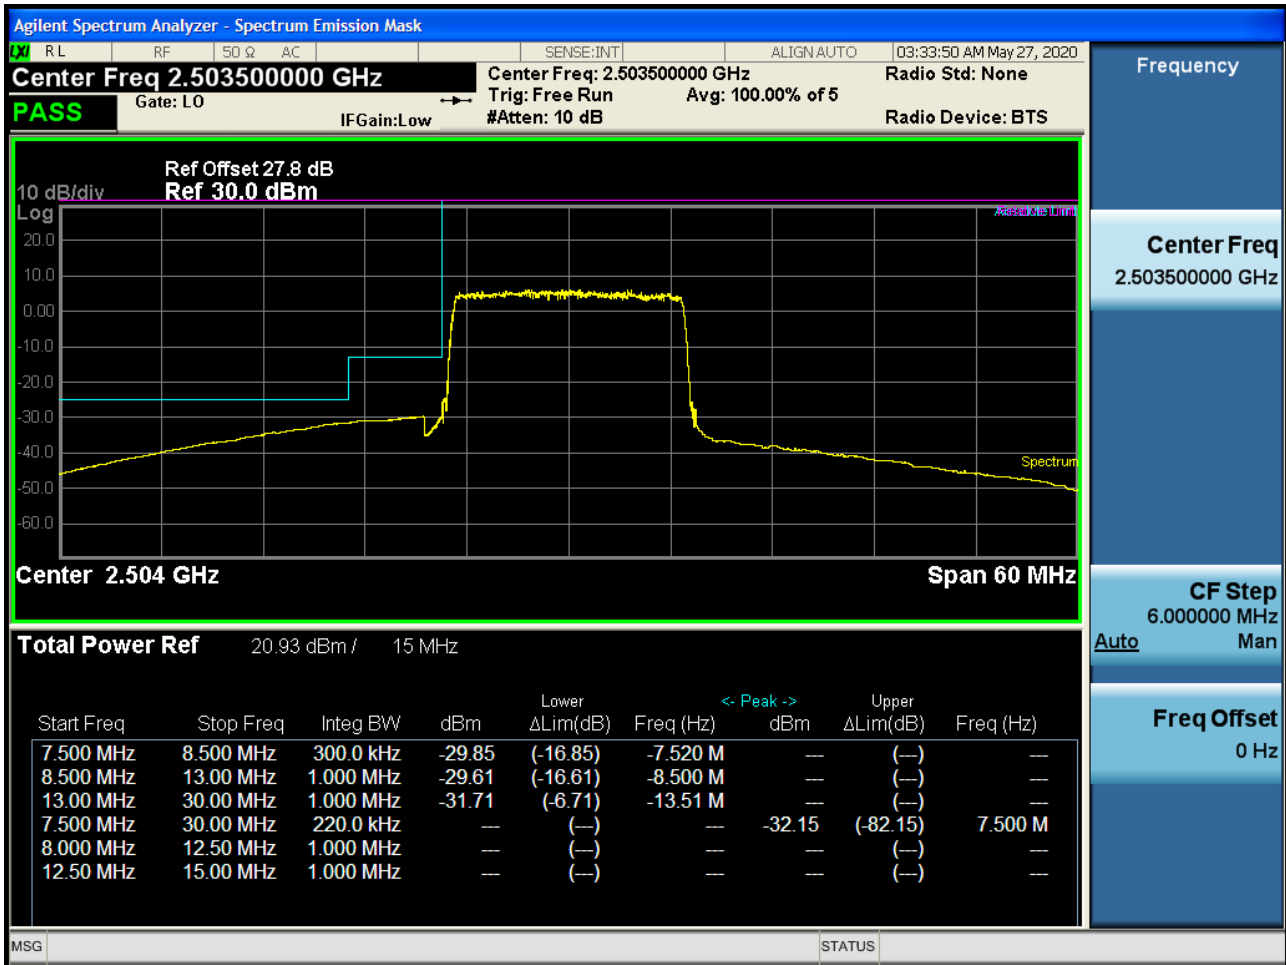 Agilent Spectrum Analyzer - Spectrum Emission Mask
LXI RL RF 50 Ω AC SENSE:INT ALIGN AUTO 03:33:50 AM May 27, 2020
Center Freq 2.503500000 GHz
PASS
Gate: LO
IFGain:Low
Center Freq: 2.503500000 GHz
Trig: Free Run Avg: 100.00% of 5
#Atten: 10 dB
Radio Std: None
Radio Device: BTS
Ref Offset 27.8 dB
10 dB/div Ref 30.0 dBm
Log
Absolute Limit
20.0
10.0
0.00
-10.0
-20.0
-30.0
-40.0
-50.0
-60.0
Spectrum
Center 2.504 GHz Span 60 MHz
Total Power Ref 20.93 dBm / 15 MHz
Lower <- Peak -> Upper
Start Freq Stop Freq Integ BW dBm ΔLim(dB) Freq (Hz) dBm ΔLim(dB) Freq (Hz)
7.500 MHz 8.500 MHz 300.0 kHz -29.85 (-16.85) -7.520 M --- (---) ---
8.500 MHz 13.00 MHz 1.000 MHz -29.61 (-16.61) -8.500 M --- (---) ---
13.00 MHz 30.00 MHz 1.000 MHz -31.71 (-6.71) -13.51 M --- (---) ---
7.500 MHz 30.00 MHz 220.0 kHz --- (---) --- -32.15 (-82.15) 7.500 M
8.000 MHz 12.50 MHz 1.000 MHz --- (---) --- --- (---) ---
12.50 MHz 15.00 MHz 1.000 MHz --- (---) --- --- (---) ---
MSG STATUS
Frequency
Center Freq
2.503500000 GHz
CF Step
6.000000 MHz
Auto Man
Freq Offset
0 Hz